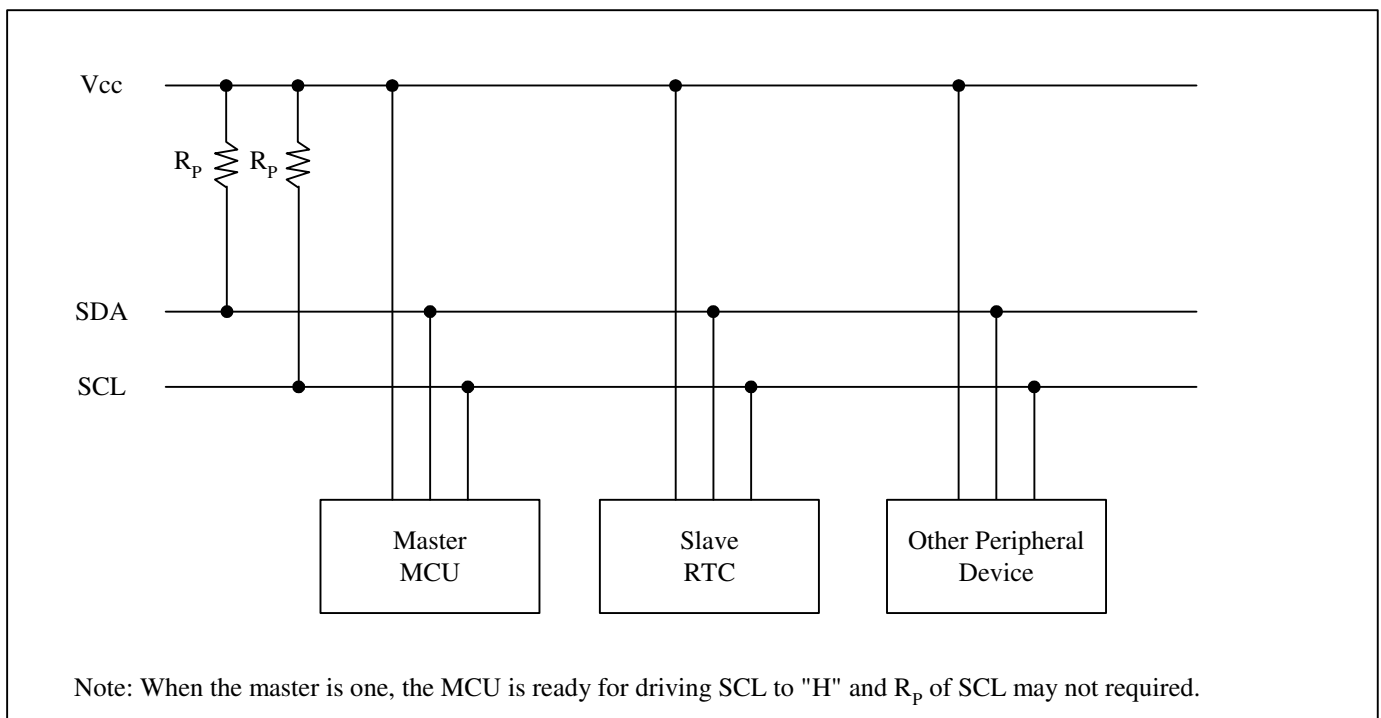 Vcc
R_P R_P
SDA
SCL
Master
MCU
Slave
RTC
Other Peripheral
Device
Note: When the master is one, the MCU is ready for driving SCL to "H" and R_P of SCL may not required.